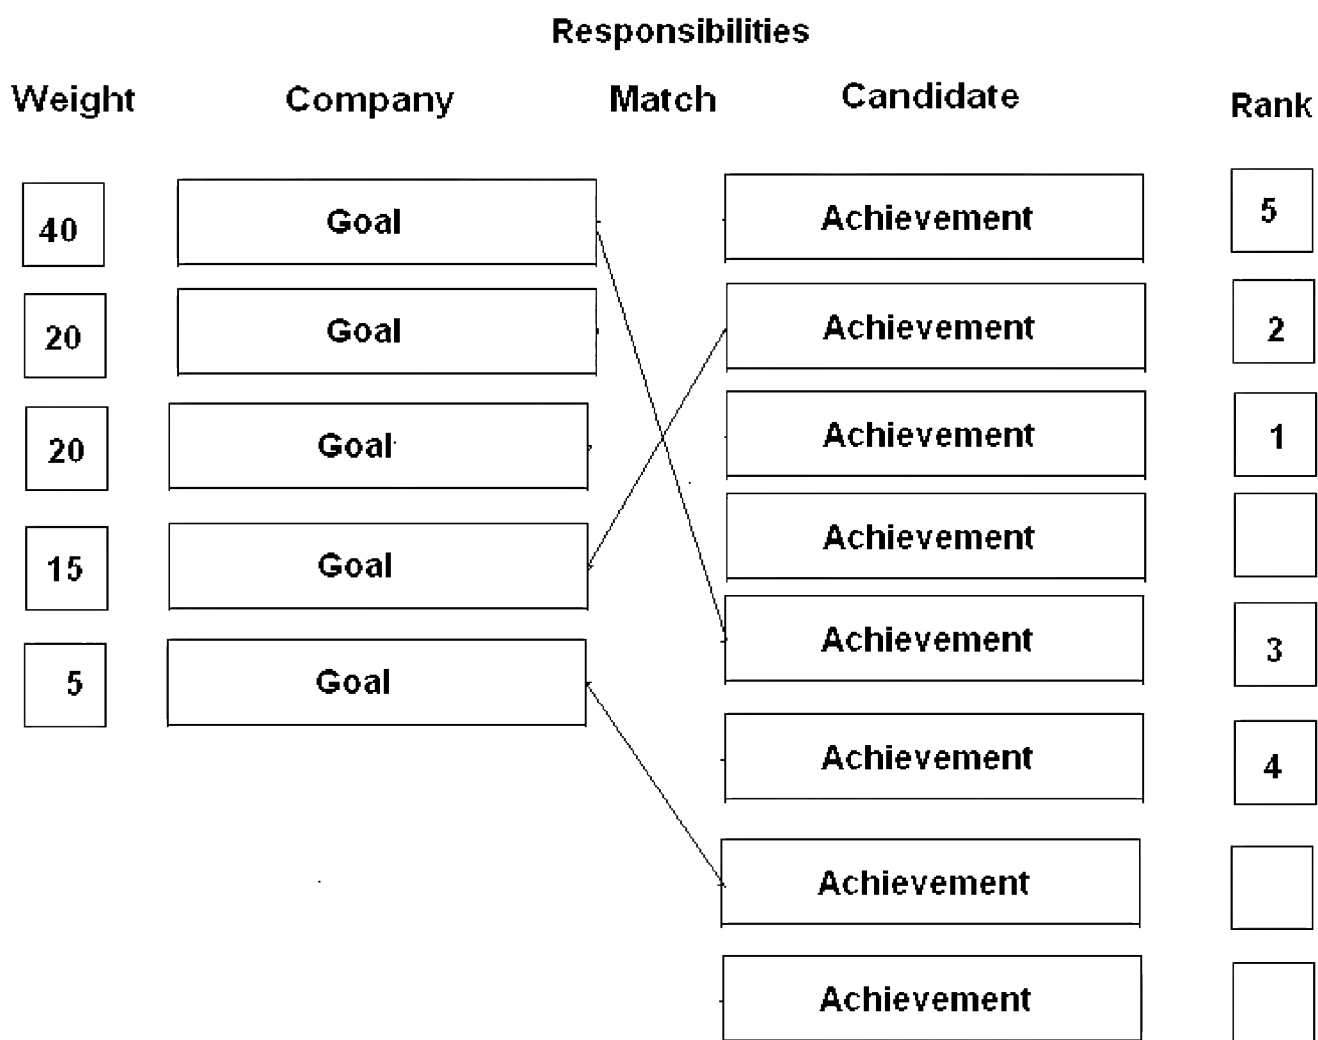 Responsibilities
Weight Company Match Candidate Rank
40 Goal Achievement 5
20 Goal Achievement 2
20 Goal Achievement 1
Achievement
15 Goal
Achievement 3
5 Goal
Achievement 4
Achievement
Achievement